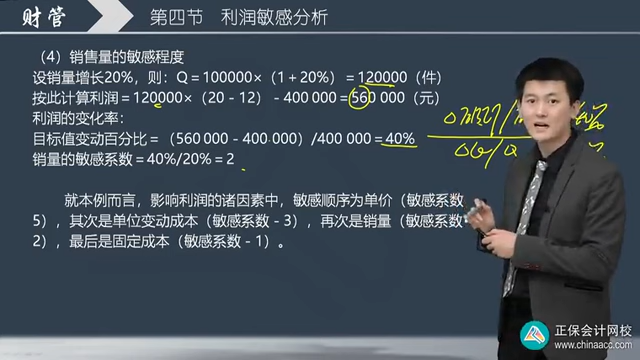 财管
第四节 利润敏感分析
（4）销售量的敏感程度
设销量增长20%，则：Q＝100000×（1＋20%）＝120000（件）
按此计算利润＝120000×（20－12）－400 000＝560 000（元）
利润的变化率：
目标值变动百分比＝（560 000－400 000）/400 000＝40%
销量的敏感系数＝40%/20%＝2
就本例而言，影响利润的诸因素中，敏感顺序为单价（敏感系数
5），其次是单位变动成本（敏感系数－3），再次是销量（敏感系数
2），最后是固定成本（敏感系数－1）。
正保会计网校
www.chinaacc.com